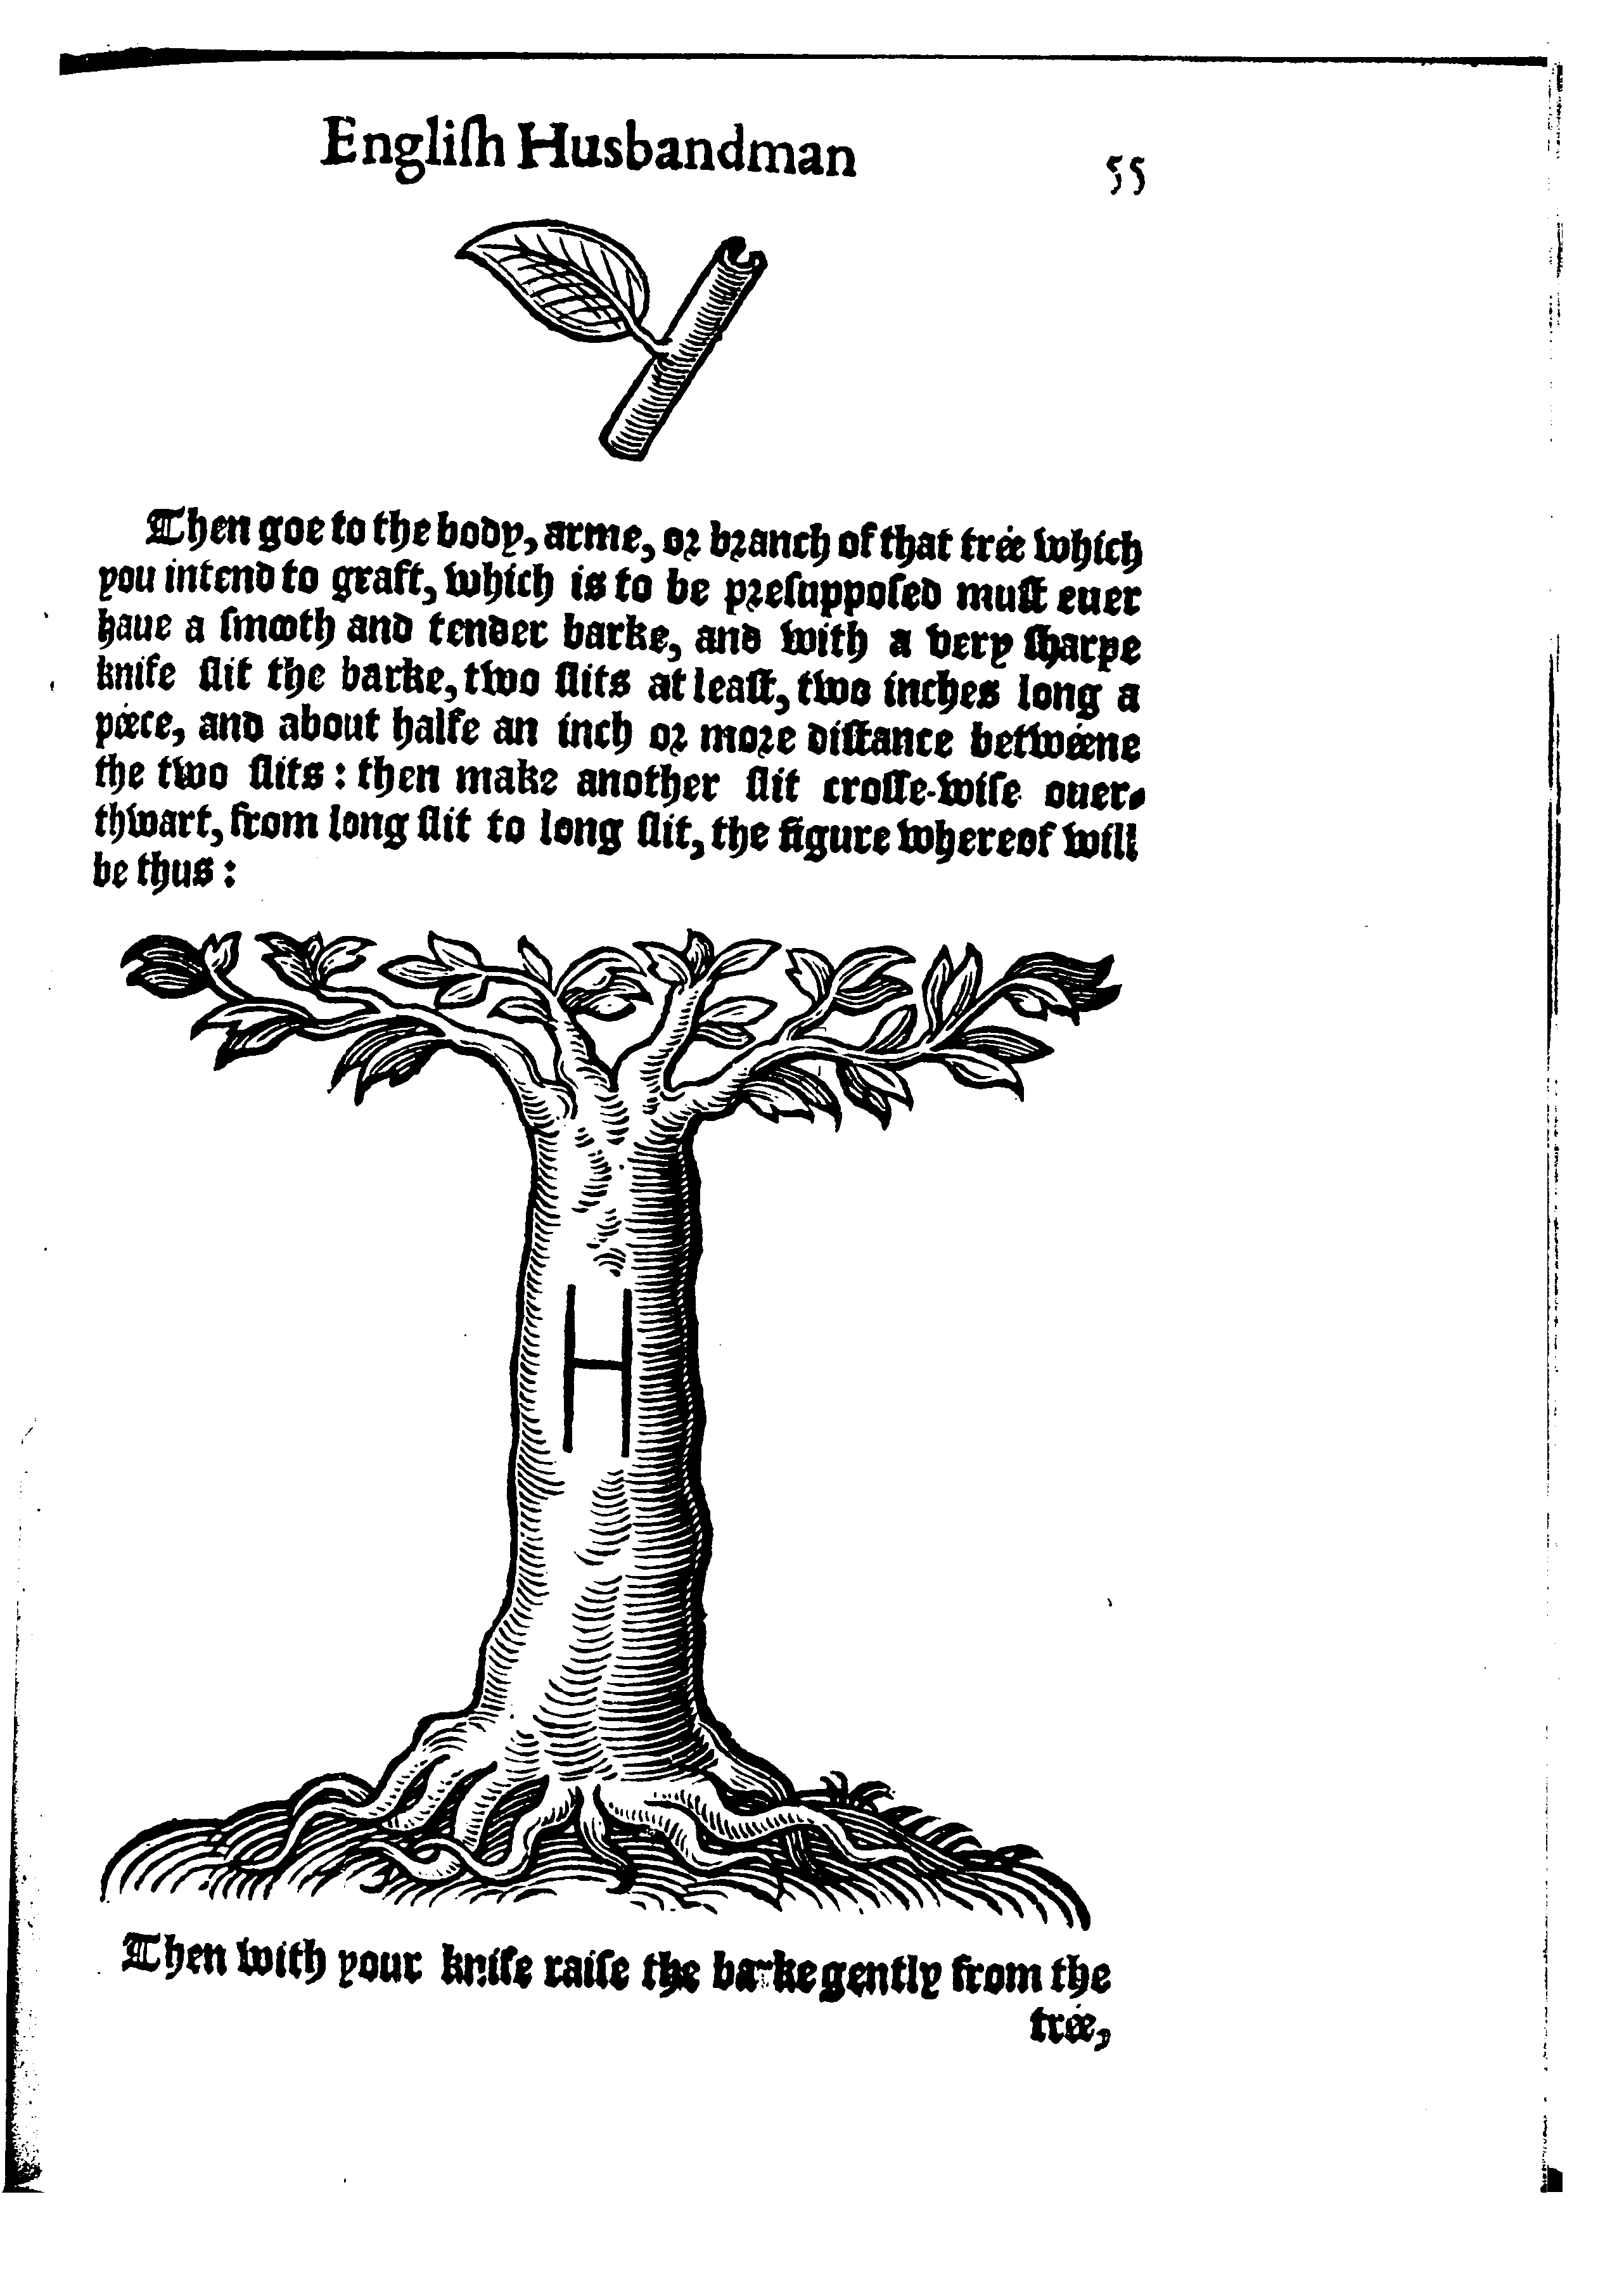 Engliſh Husbandman
55
Then goe to the body, arme, or branch of that trée which
you intend to graft, which is to be preſuppoſed muſt euer
haue a ſmooth and tender barke, and with a very ſharpe
knife ſlit the barke, two ſlits at leaſt, two inches long a
péece, and about halfe an inch or more diſtance betwéene
the two ſlits: then make another ſlit croſſe-wiſe ouer-
thwart, from long ſlit to long ſlit, the figure whereof will
be thus:
H
Then with your knife raiſe the barke gently from the
trée,